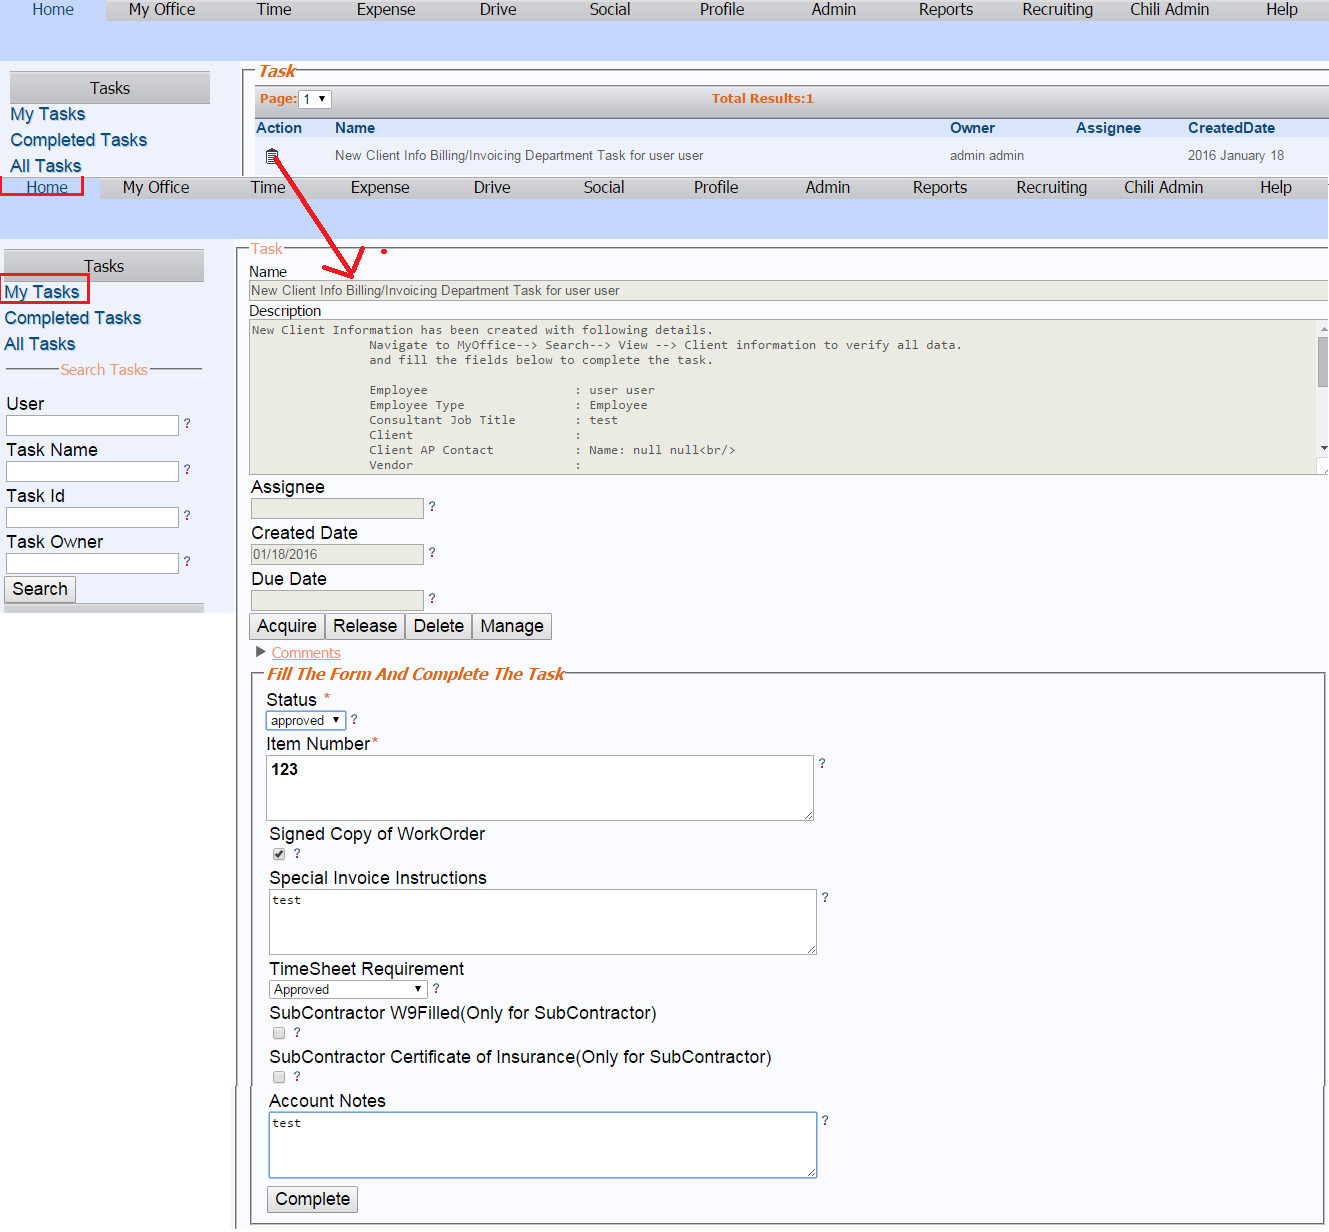 Home My Office Time Expense Drive Social Profile Admin Reports Recruiting Chili Admin Help
Tasks
My Tasks
Completed Tasks
All Tasks
Task
Page: 1 Total Results:1
Action Name Owner Assignee CreatedDate
New Client Info Billing/Invoicing Department Task for user user admin admin 2016 January 18
Home My Office Time Expense Drive Social Profile Admin Reports Recruiting Chili Admin Help
Tasks
My Tasks
Completed Tasks
All Tasks
Search Tasks
User
?
Task Name
?
Task Id
?
Task Owner
?
Search
Task
Name
New Client Info Billing/Invoicing Department Task for user user
Description
New Client Information has been created with following details.
Navigate to MyOffice--> Search--> View --> Client information to verify all data.
and fill the fields below to complete the task.
Employee : user user
Employee Type : Employee
Consultant Job Title : test
Client :
Client AP Contact : Name: null null<br/>
Vendor :
Assignee
?
Created Date
01/18/2016 ?
Due Date
?
Acquire Release Delete Manage
Comments
Fill The Form And Complete The Task
Status *
approved ?
Item Number*
123 ?
Signed Copy of WorkOrder
?
Special Invoice Instructions
test ?
TimeSheet Requirement
Approved ?
SubContractor W9Filled(Only for SubContractor)
?
SubContractor Certificate of Insurance(Only for SubContractor)
?
Account Notes
test ?
Complete